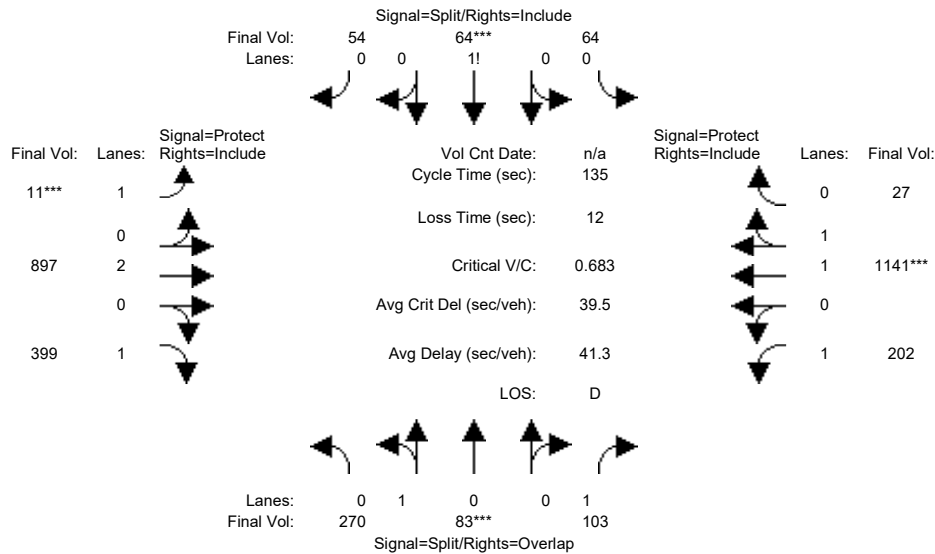 Signal=Split/Rights=Include
Final Vol: 54 64*** 64
Lanes: 0 0 1! 0 0
Signal=Protect
Final Vol: Lanes: Rights=Include
Vol Cnt Date: n/a
Signal=Protect
Rights=Include Lanes: Final Vol:
Cycle Time (sec): 135
11*** 1
0 27
Loss Time (sec): 12
0
1
897 2
Critical V/C: 0.683
1 1141***
0
Avg Crit Del (sec/veh): 39.5
0
399 1
Avg Delay (sec/veh): 41.3
1 202
LOS: D
Lanes: 0 1 0 0 1
Final Vol: 270 83*** 103
Signal=Split/Rights=Overlap